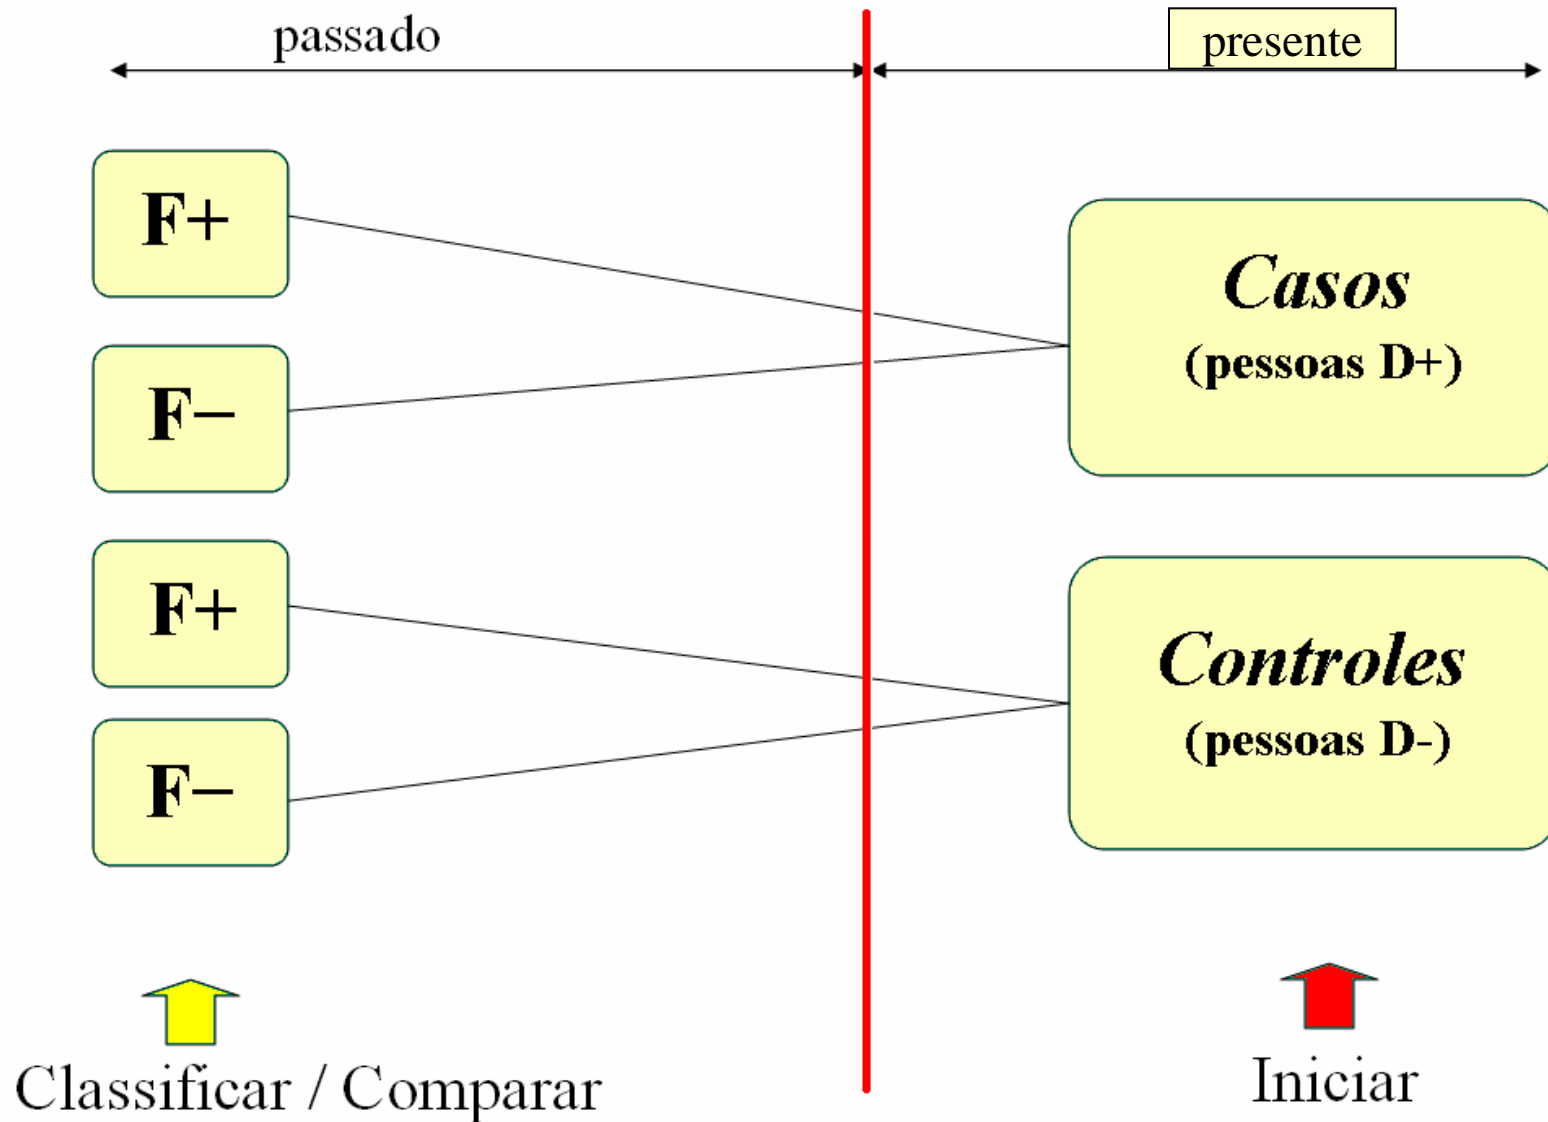 passado
presente
F+
F−
F+
F−
Casos
(pessoas D+)
Controles
(pessoas D-)
Classificar / Comparar
Iniciar